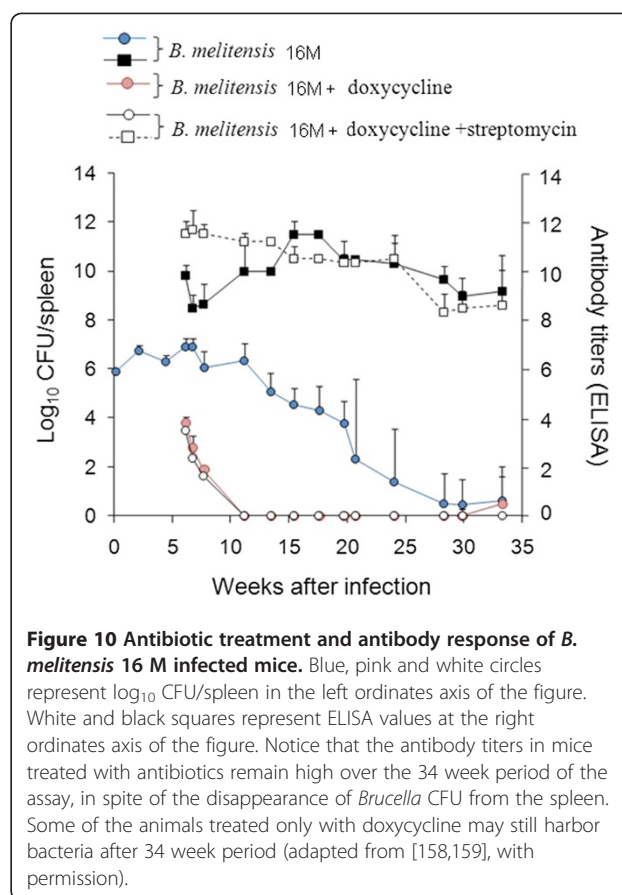 B. melitensis 16M
B. melitensis 16M + doxycycline
B. melitensis 16M + doxycycline +streptomycin
14
12
10
8
6
4
2
0
Log10 CFU/spleen
14
12
10
8
6
4
2
0
Antibody titers (ELISA)
0 5 10 15 20 25 30 35
Weeks after infection
Figure 10 Antibiotic treatment and antibody response of B.
melitensis 16 M infected mice. Blue, pink and white circles
represent log10 CFU/spleen in the left ordinates axis of the figure.
White and black squares represent ELISA values at the right
ordinates axis of the figure. Notice that the antibody titers in mice
treated with antibiotics remain high over the 34 week period of the
assay, in spite of the disappearance of Brucella CFU from the spleen.
Some of the animals treated only with doxycycline may still harbor
bacteria after 34 week period (adapted from [158,159], with
permission).